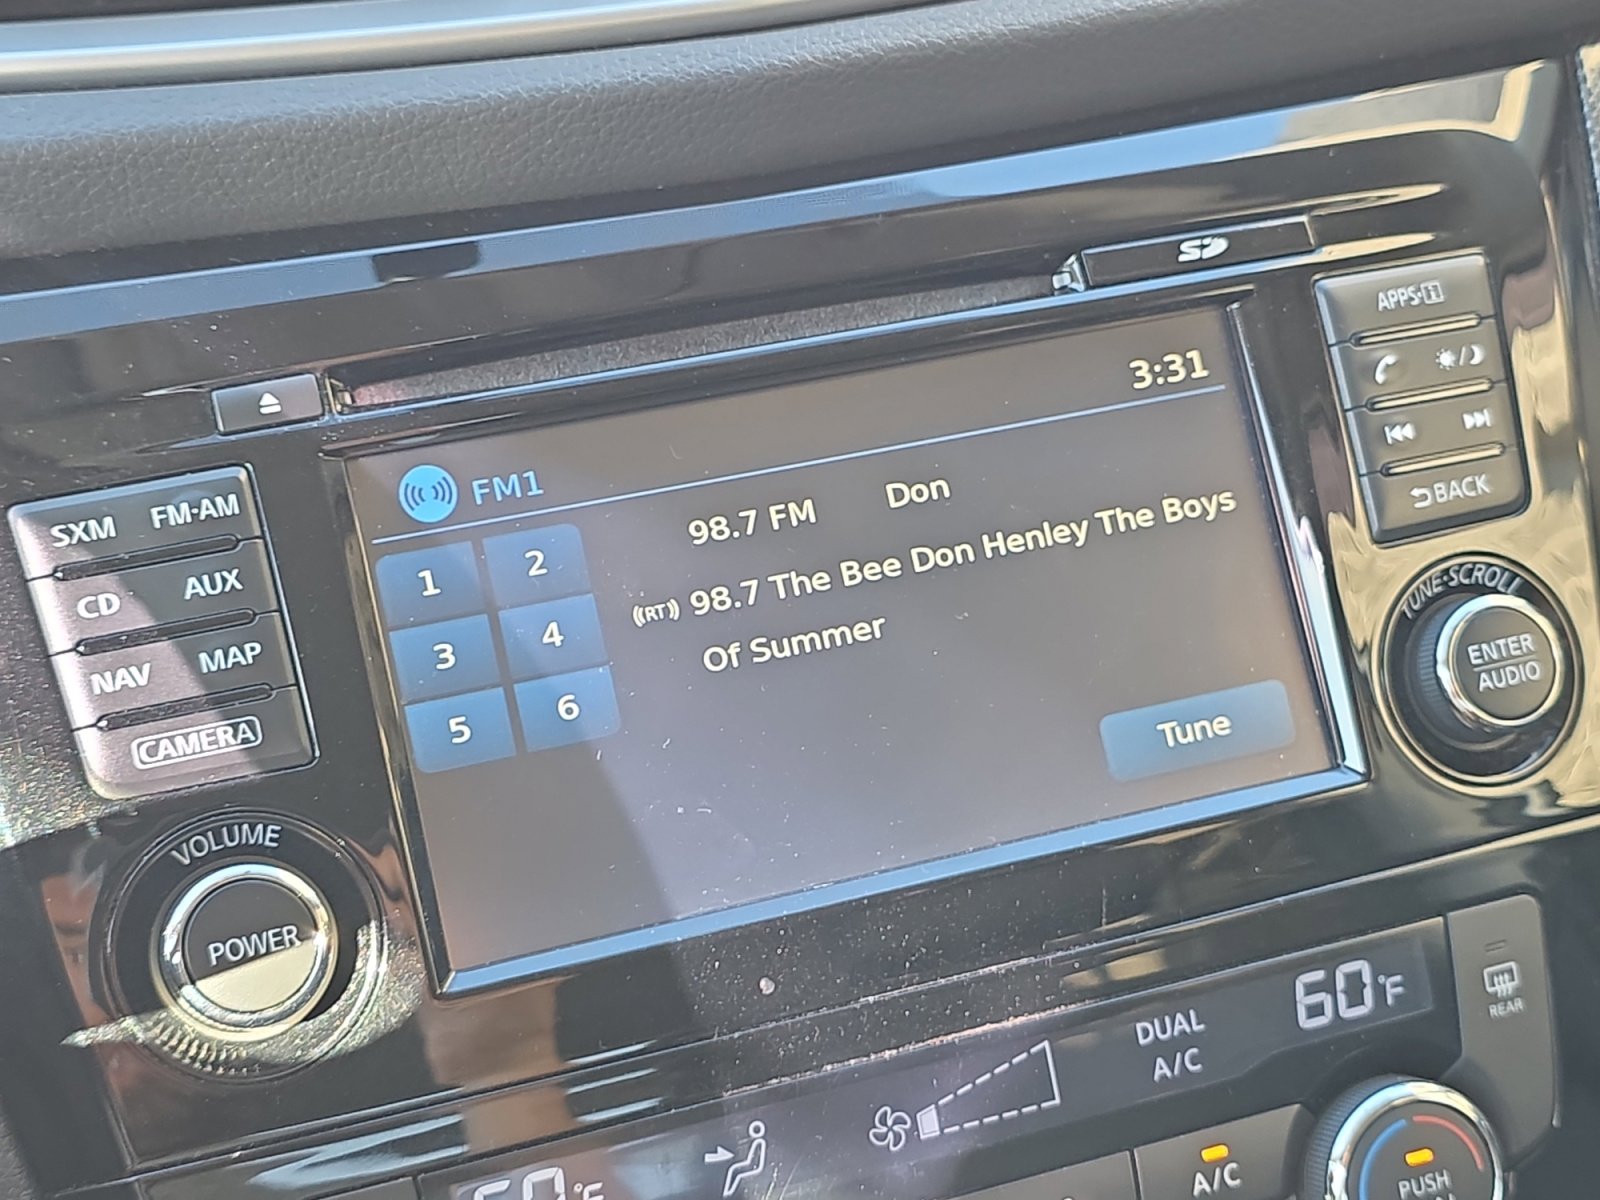 SD
APPS·i
3:31
FM1
98.7 FM Don
((RT)) 98.7 The Bee Don Henley The Boys
Of Summer
1 2
3 4
5 6
Tune
SXM FM·AM
CD AUX
NAV MAP
CAMERA
VOLUME
POWER
BACK
TUNE·SCROLL
ENTER
AUDIO
60°F
DUAL
A/C
60°F
REAR
A/C
PUSH